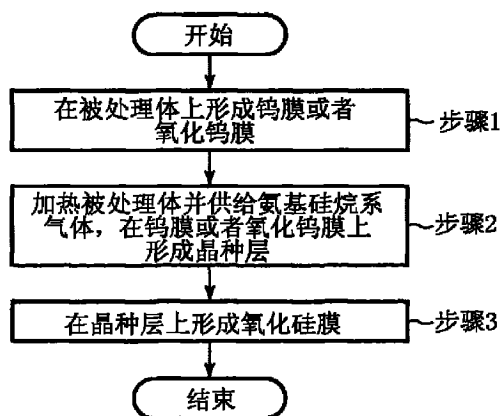 开始
在被处理体上形成钨膜或者
氧化钨膜
步骤1
加热被处理体并供给氨基硅烷系
气体，在钨膜或者氧化钨膜上
形成晶种层
步骤2
在晶种层上形成氧化硅膜
步骤3
结束